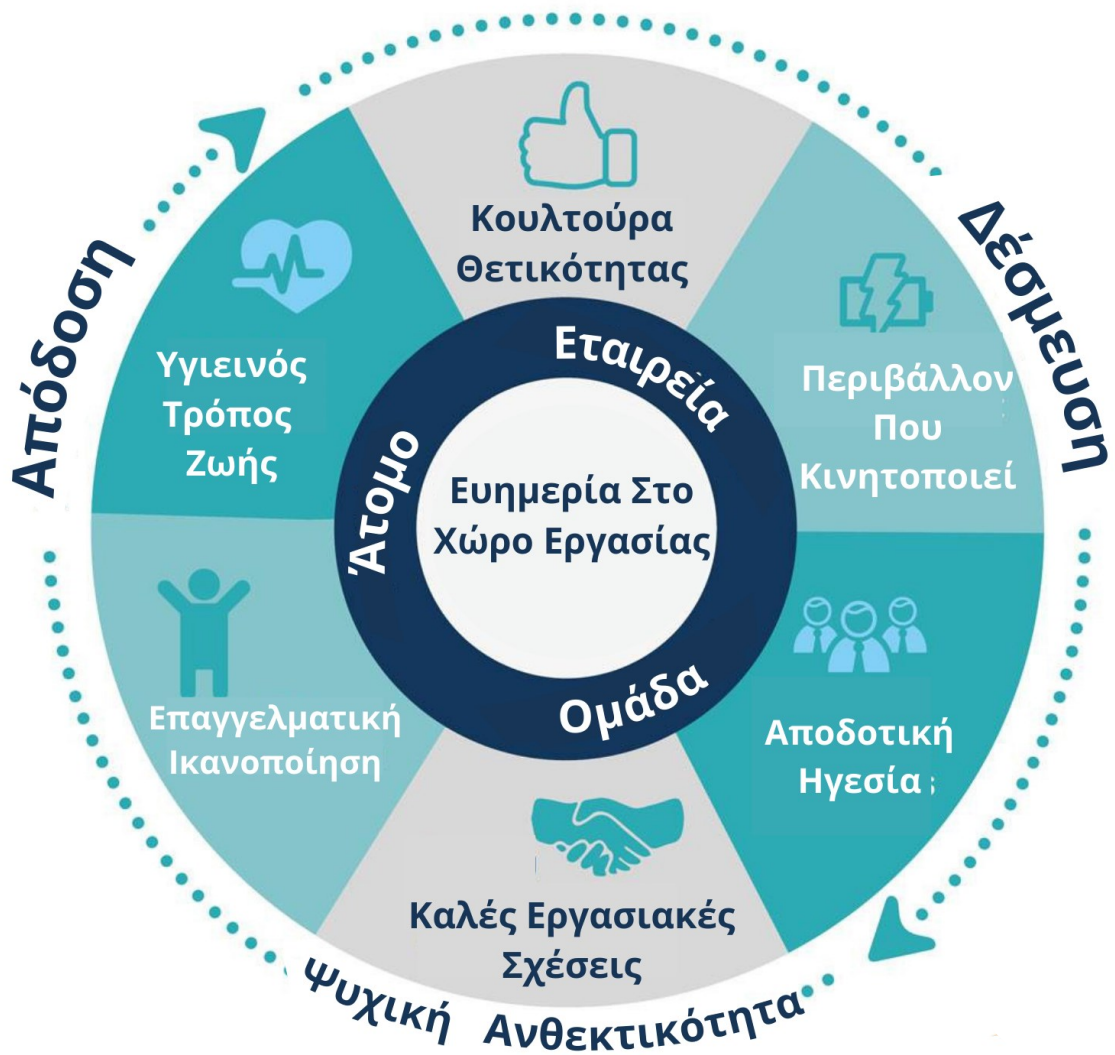 Κουλτούρα
Θετικότητας
Δέσμευση
Περιβάλλον
Που
Κινητοποιεί
Αποδοτική
Ηγεσία
Καλές Εργασιακές
Σχέσεις
Ψυχική Ανθεκτικότητα
Επαγγελματική
Ικανοποίηση
Υγιεινός
Τρόπος
Ζωής
Απόδοση
Εταιρεία
Άτομο
Ομάδα
Ευημερία Στο
Χώρο Εργασίας